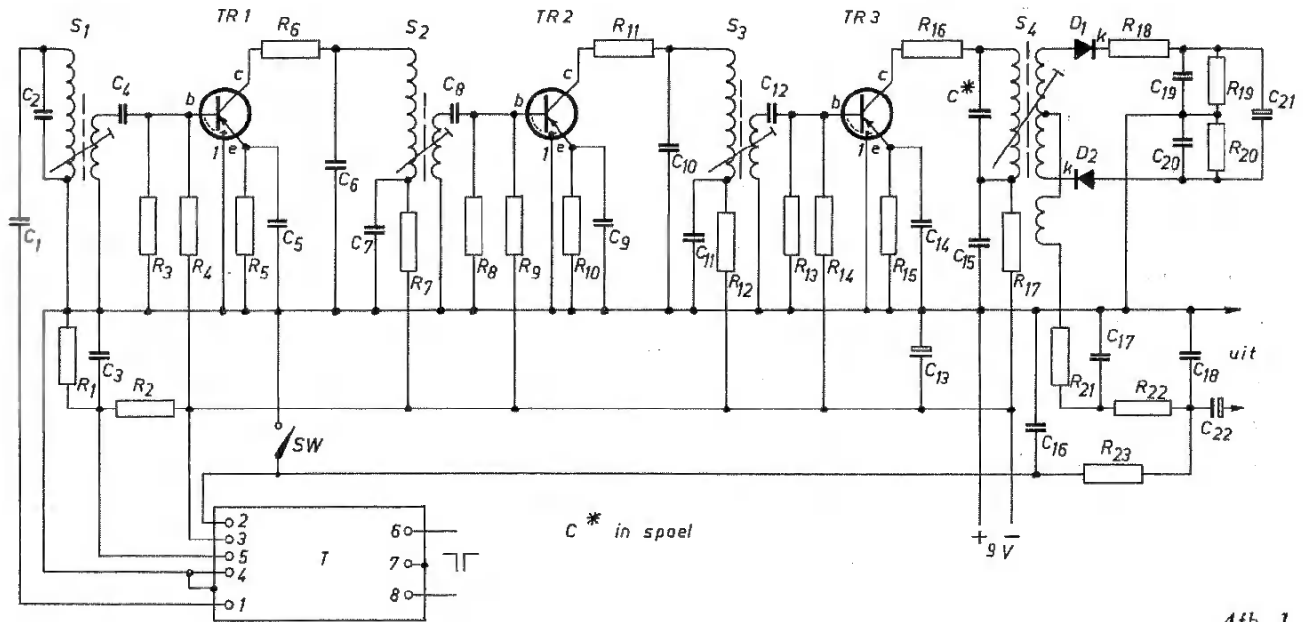 TR 1
TR 2
TR 3
S1
R6
S2
R11
S3
R16
S4
D1
k
R18
C2
C4
b
c
1
e
C8
b
c
1
e
C12
b
c
1
e
C*
C19
R19
C21
D2
k
C20
R20
C1
R3
R4
R5
C5
C6
C7
R7
R8
R9
R10
C9
C10
C11
R12
R13
R14
R15
C14
C15
R17
R1
C3
R2
C13
R21
C17
R22
C18
uit
C22
SW
C16
R23
2
3
5
4
1
T
6
7
8
C* in spoel
+ 9 V −
Afb. 1